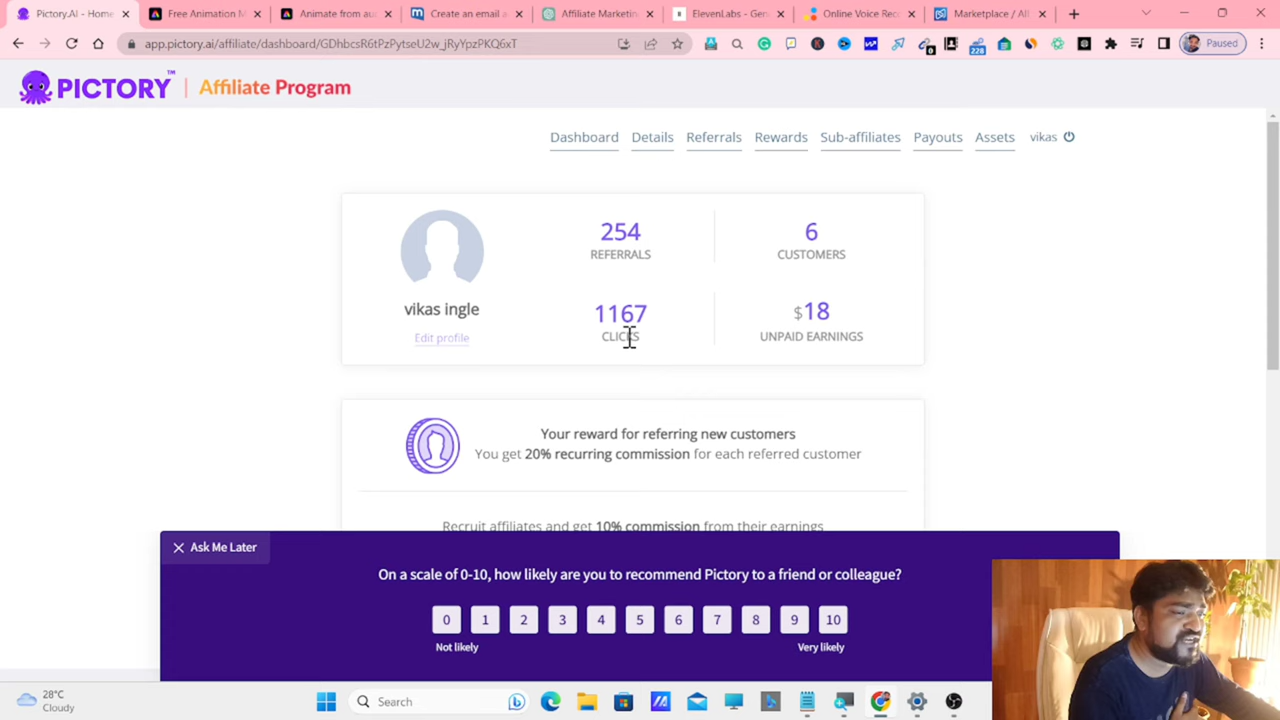 Pictory.AI - Home
Free Animation M
Animate from au
Create an email a
Affiliate Marketin
ElevenLabs - Gen
Online Voice Rec
Marketplace / All
app.pictory.ai/affiliate/dashboard/GDhbcsR6tPzPytseU2w_jRyYpzPKQ6xT
0
228
Paused
PICTORY™ | Affiliate Program
Dashboard Details Referrals Rewards Sub-affiliates Payouts Assets vikas
254
REFERRALS
6
CUSTOMERS
vikas ingle
Edit profile
1167
CLICKS
$18
UNPAID EARNINGS
Your reward for referring new customers
You get 20% recurring commission for each referred customer
Recruit affiliates and get 10% commission from their earnings
Ask Me Later
On a scale of 0-10, how likely are you to recommend Pictory to a friend or colleague?
0 1 2 3 4 5 6 7 8 9 10
Not likely Very likely
28°C
Cloudy
Search